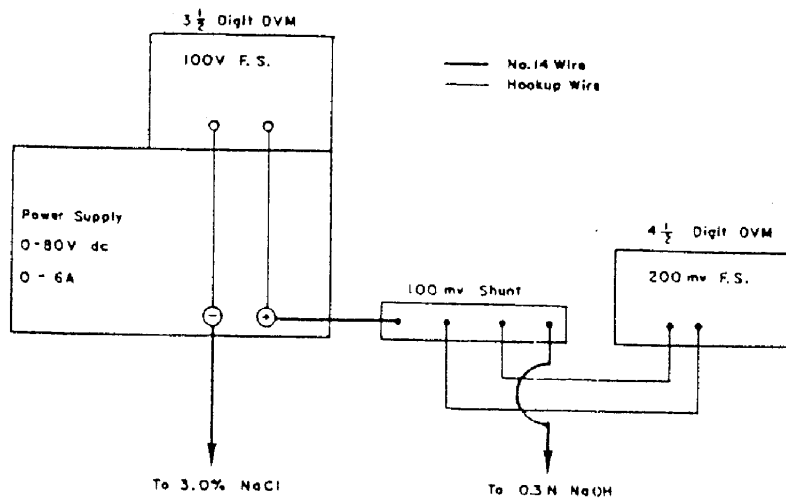 3 1/2 Digit DVM
100V F.S.
No.14 Wire
Hookup Wire
Power Supply
0-80V dc
0-6A
4 1/2 Digit DVM
200 mv F.S.
100 mv Shunt
−
+
To 3.0% NaCl
To 0.3 N NaOH